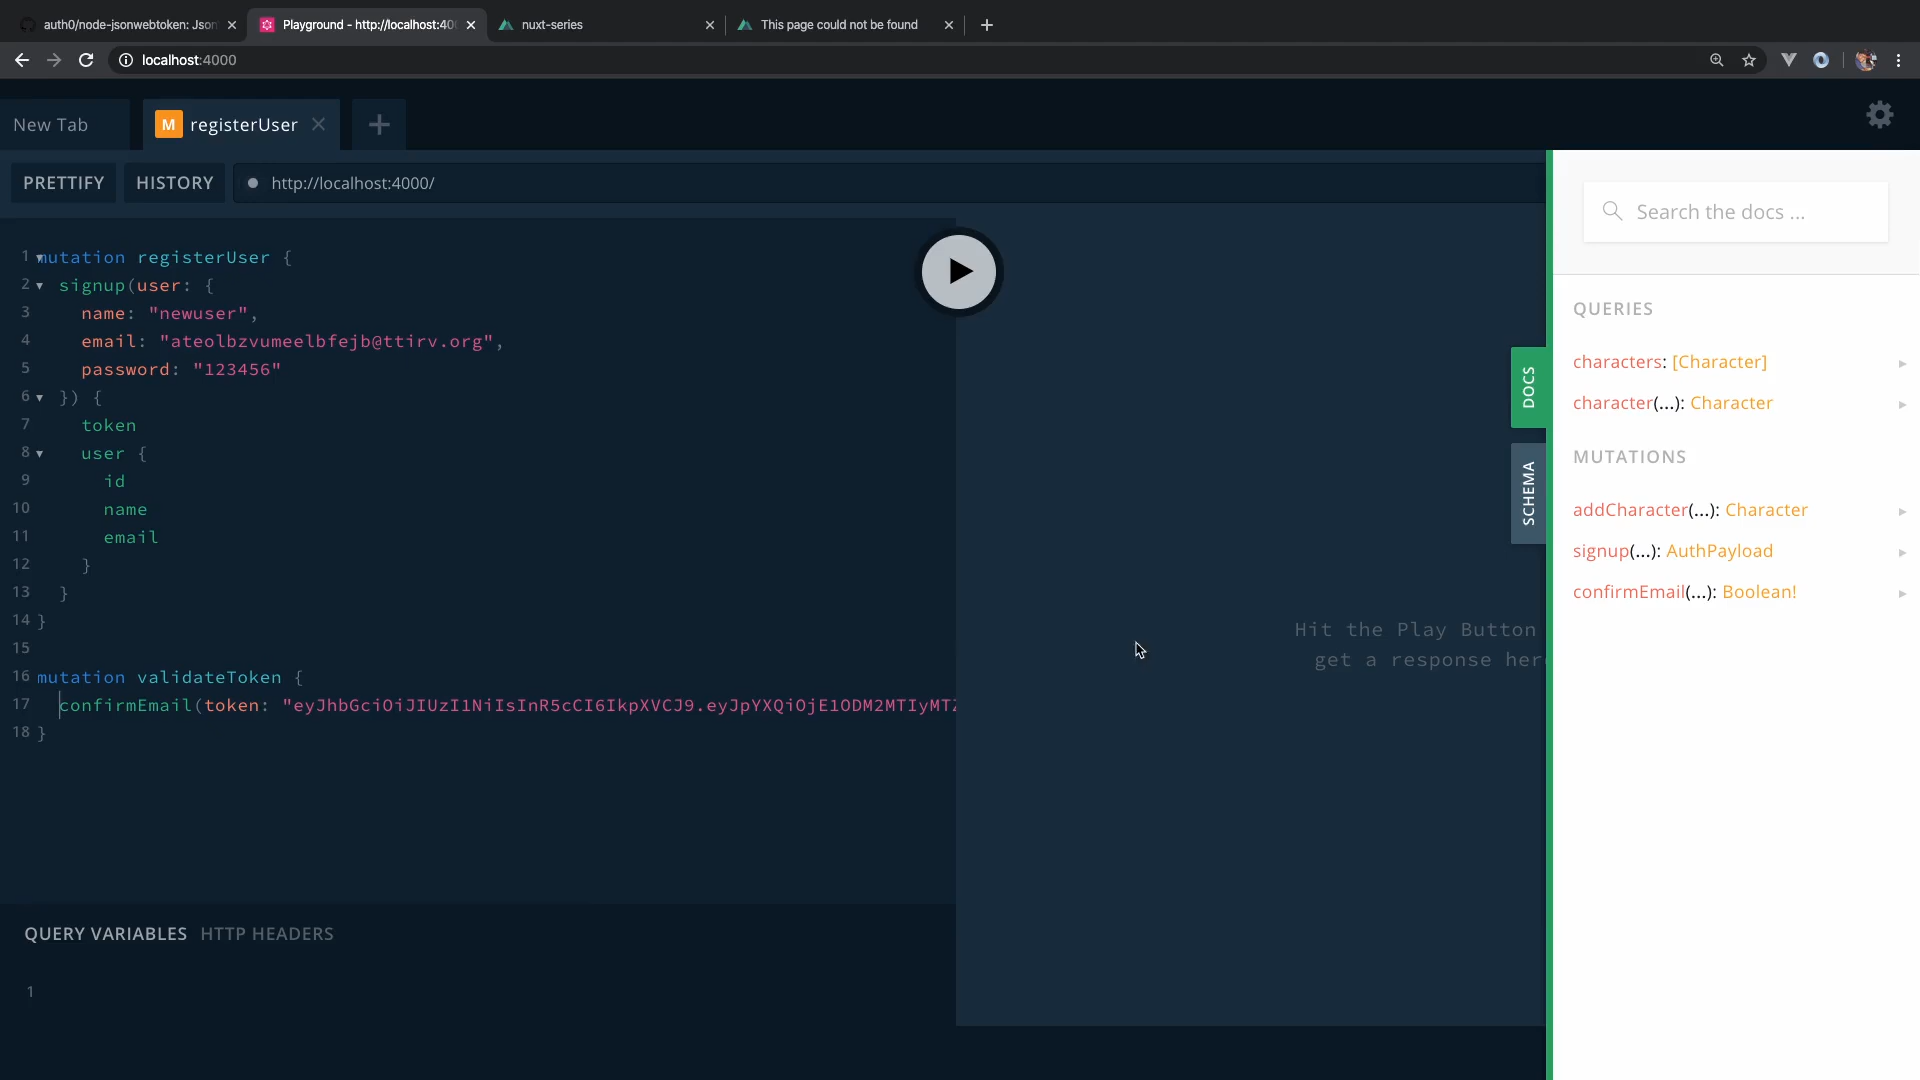 auth0/node-jsonwebtoken: Json
Playground - http://localhost:400
nuxt-series
This page could not be found
localhost:4000
New Tab
M registerUser
PRETTIFY
HISTORY
http://localhost:4000/
1 mutation registerUser {
2 signup(user: {
3 name: "newuser",
4 email: "ateolbzvumeelbfejb@ttirv.org",
5 password: "123456"
6 }) {
7 token
8 user {
9 id
10 name
11 email
12 }
13 }
14 }
15
16 mutation validateToken {
17 confirmEmail(token: "eyJhbGciOiJIUzI1NiIsInR5cCI6IkpXVCJ9.eyJpYXQiOjE1ODM2MTIyMTZ
18 }
QUERY VARIABLES
HTTP HEADERS
1
Hit the Play Button
get a response here
DOCS
SCHEMA
Search the docs ...
QUERIES
characters: [Character]
character(...): Character
MUTATIONS
addCharacter(...): Character
signup(...): AuthPayload
confirmEmail(...): Boolean!